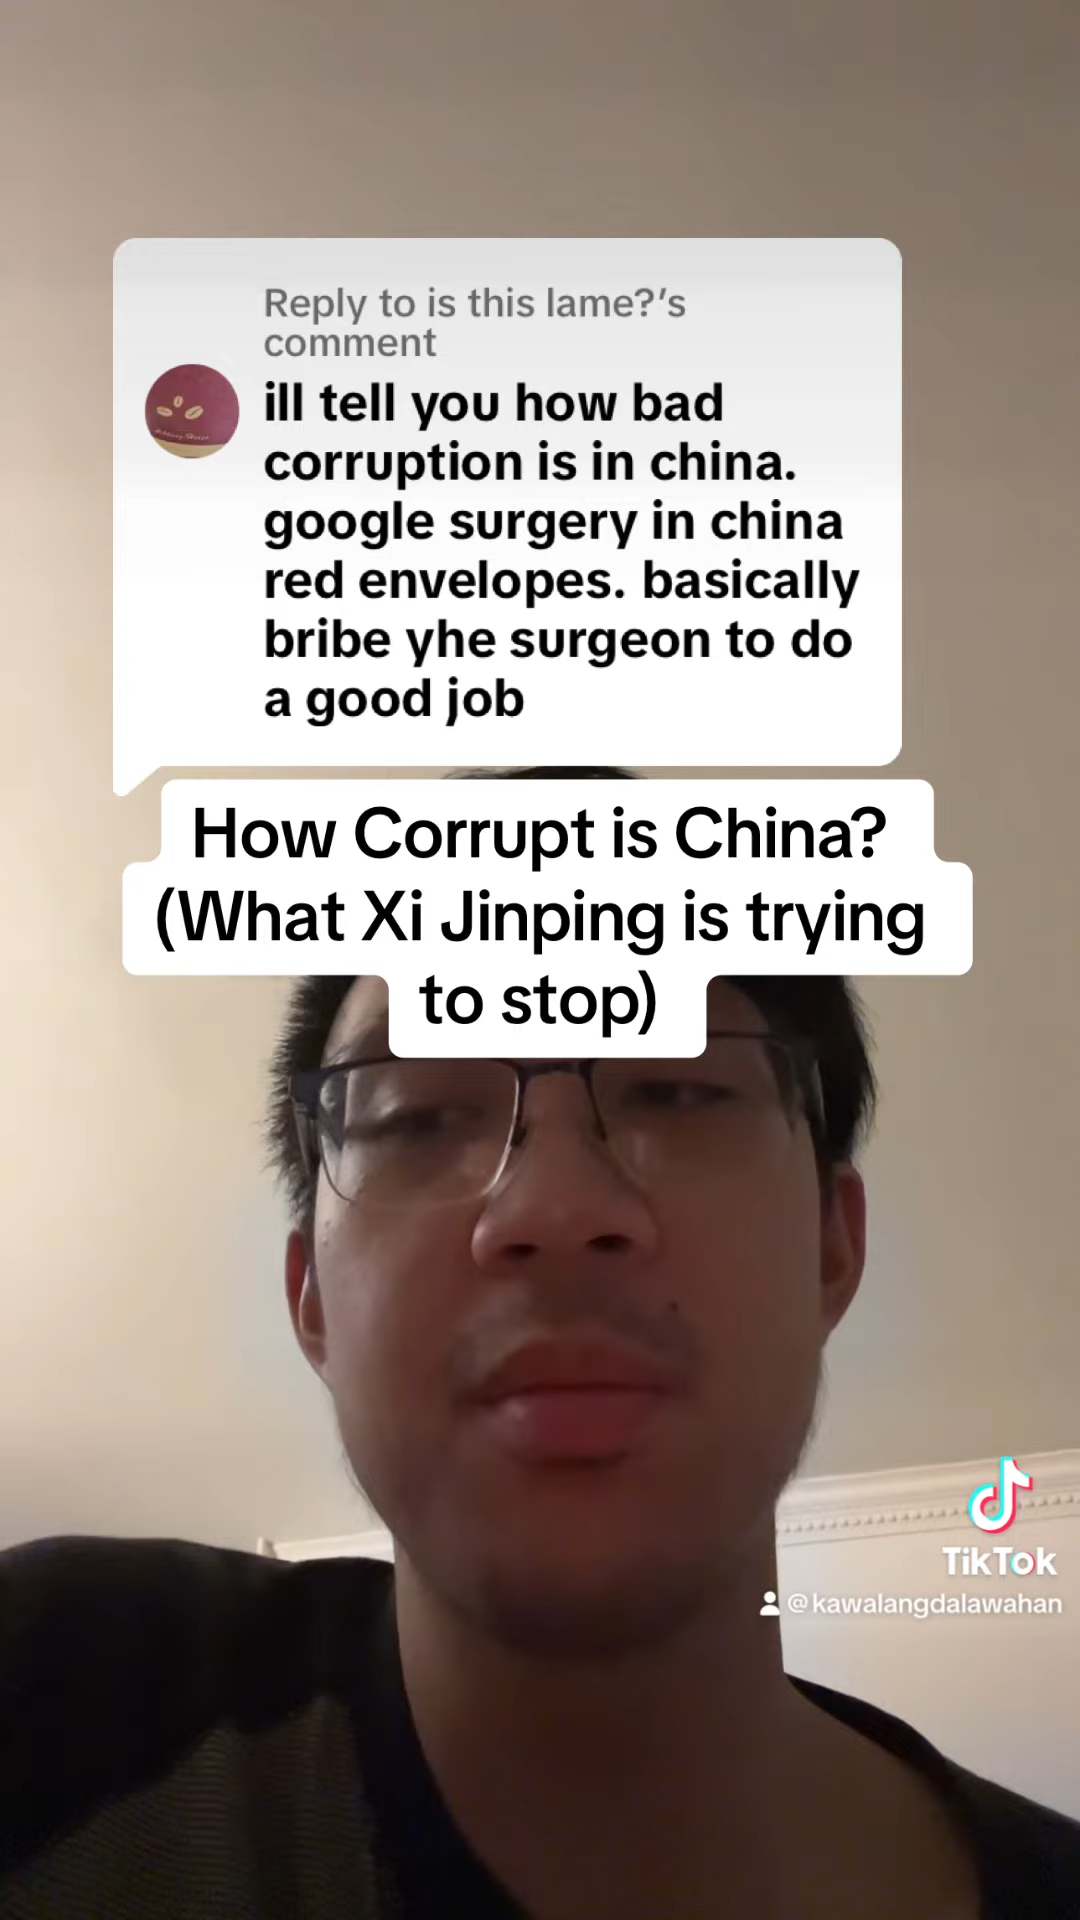 Reply to is this lame?'s
comment
ill tell you how bad
corruption is in china.
google surgery in china
red envelopes. basically
bribe yhe surgeon to do
a good job
How Corrupt is China?
(What Xi Jinping is trying
to stop)
TikTok
@kawalangdalawahan